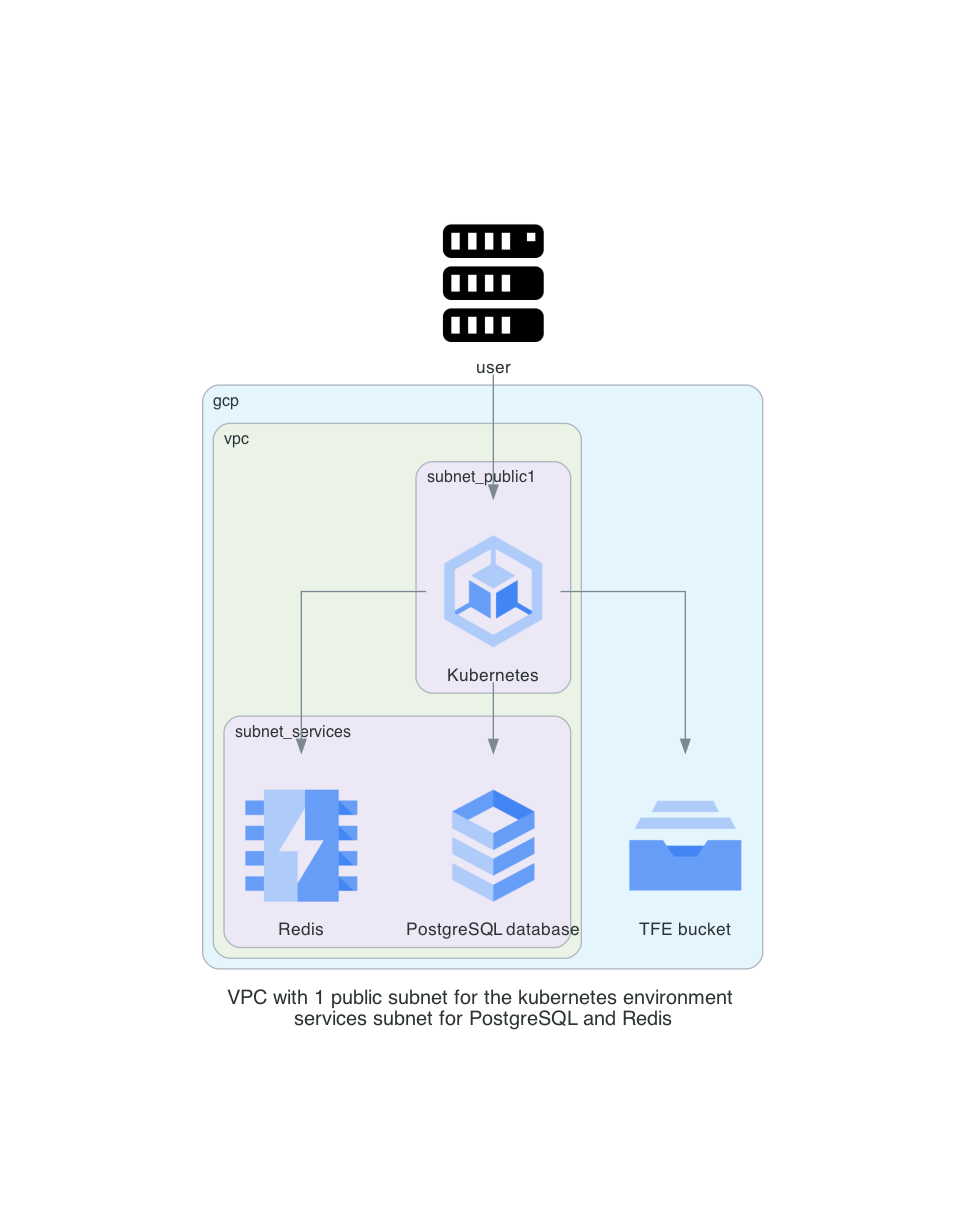 user
gcp
vpc
subnet_public1
Kubernetes
subnet_services
Redis
PostgreSQL database
TFE bucket
VPC with 1 public subnet for the kubernetes environment
services subnet for PostgreSQL and Redis